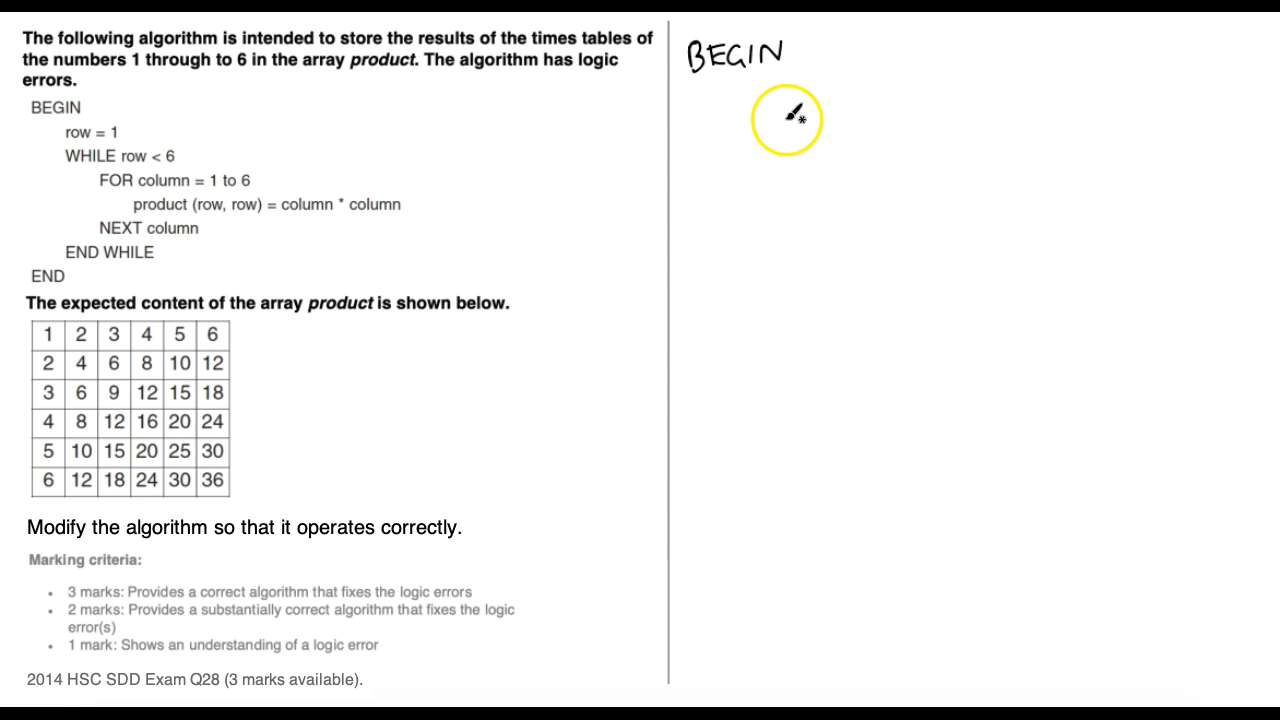 The following algorithm is intended to store the results of the times tables of
the numbers 1 through to 6 in the array product. The algorithm has logic
errors.
BEGIN
row = 1
WHILE row < 6
FOR column = 1 to 6
product (row, row) = column * column
NEXT column
END WHILE
END
The expected content of the array product is shown below.
1 2 3 4 5 6
2 4 6 8 10 12
3 6 9 12 15 18
4 8 12 16 20 24
5 10 15 20 25 30
6 12 18 24 30 36
Modify the algorithm so that it operates correctly.
Marking criteria:
• 3 marks: Provides a correct algorithm that fixes the logic errors
• 2 marks: Provides a substantially correct algorithm that fixes the logic
error(s)
• 1 mark: Shows an understanding of a logic error
2014 HSC SDD Exam Q28 (3 marks available).
BEGIN